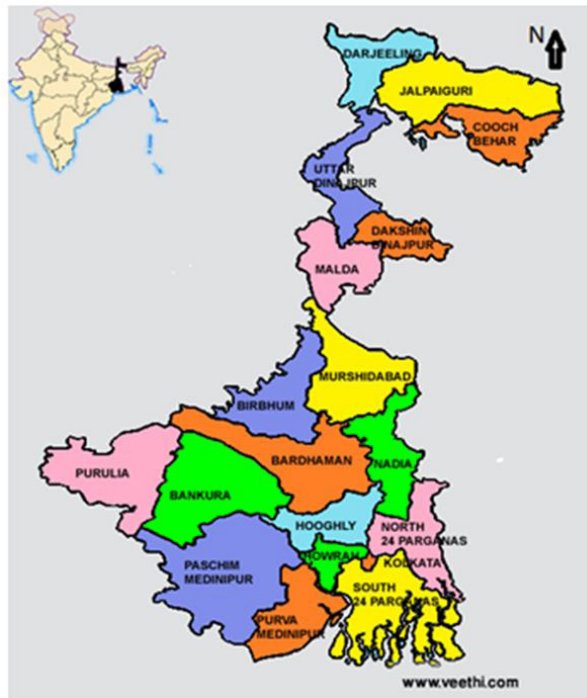 N
DARJEELING
JALPAIGURI
COOCH
BEHAR
UTTAR
DINAJPUR
DAKSHIN
DINAJPUR
MALDA
MURSHIDABAD
BIRBHUM
BARDHAMAN
NADIA
PURULIA
BANKURA
HOOGHLY
NORTH
24 PARGANAS
HOWRAH
KOLKATA
PASCHIM
MEDINIPUR
SOUTH
24 PARGANAS
PURVA
MEDINIPUR
www.veethi.com